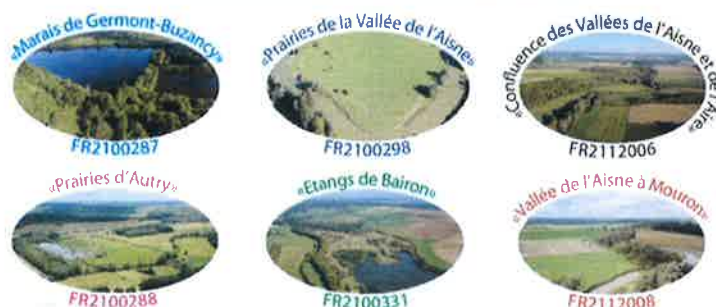 «Marais de Germont-Buzancy»
FR2100287
«Prairies de la Vallée de l'Aisne»
FR2100298
«Confluence des Vallées de l'Aisne et de l'Aire»
FR2112006
«Prairies d'Autry»
FR2100288
«Etangs de Bairon»
FR2100331
«Vallée de l'Aisne à Mouron»
FR2112008